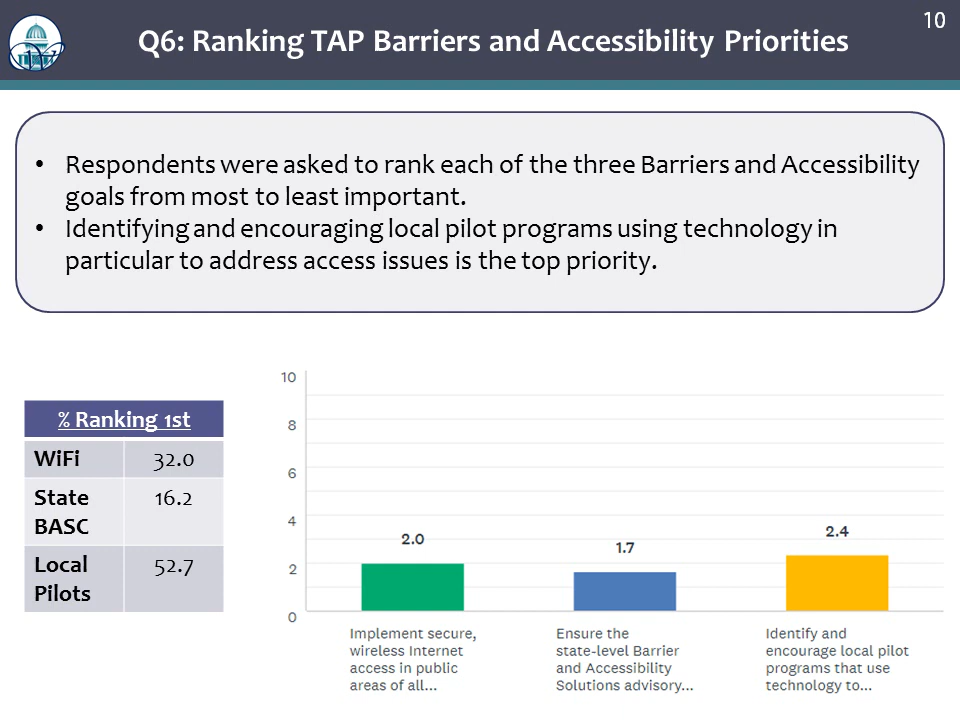 10
Q6: Ranking TAP Barriers and Accessibility Priorities
• Respondents were asked to rank each of the three Barriers and Accessibility
goals from most to least important.
• Identifying and encouraging local pilot programs using technology in
particular to address access issues is the top priority.
% Ranking 1st
WiFi 32.0
State 16.2
BASC
Local 52.7
Pilots
10
8
6
4
2
0
2.0
1.7
2.4
Implement secure,
wireless Internet
access in public
areas of all...
Ensure the
state-level Barrier
and Accessibility
Solutions advisory...
Identify and
encourage local pilot
programs that use
technology to...